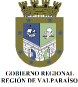 GOBIERNO REGIONAL
REGIÓN DE VALPARAÍSO